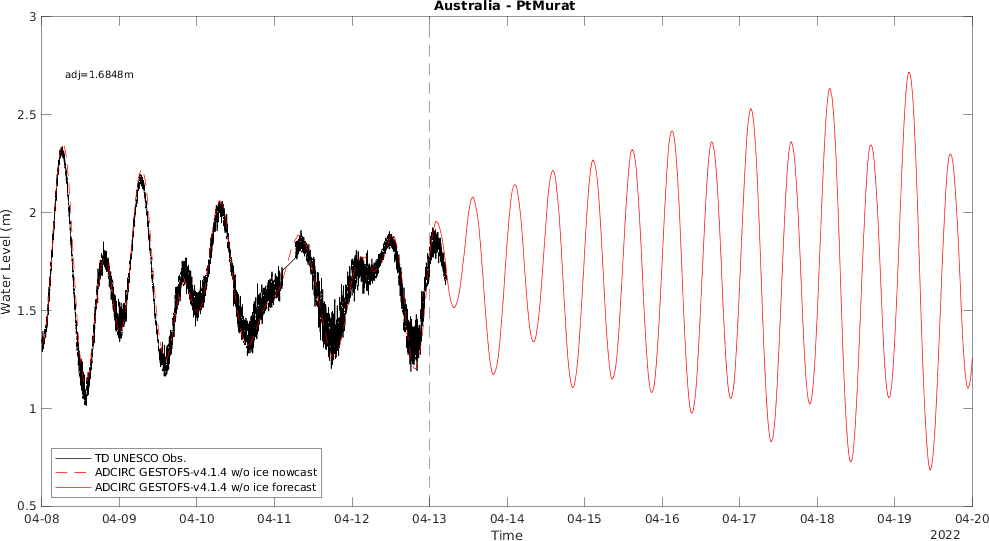 Australia - PtMurat
adj=1.6848m
Water Level (m)
3
2.5
2
1.5
1
0.5
TD UNESCO Obs.
ADCIRC GESTOFS-v4.1.4 w/o ice nowcast
ADCIRC GESTOFS-v4.1.4 w/o ice forecast
04-08 04-09 04-10 04-11 04-12 04-13 04-14 04-15 04-16 04-17 04-18 04-19 04-20
Time
2022